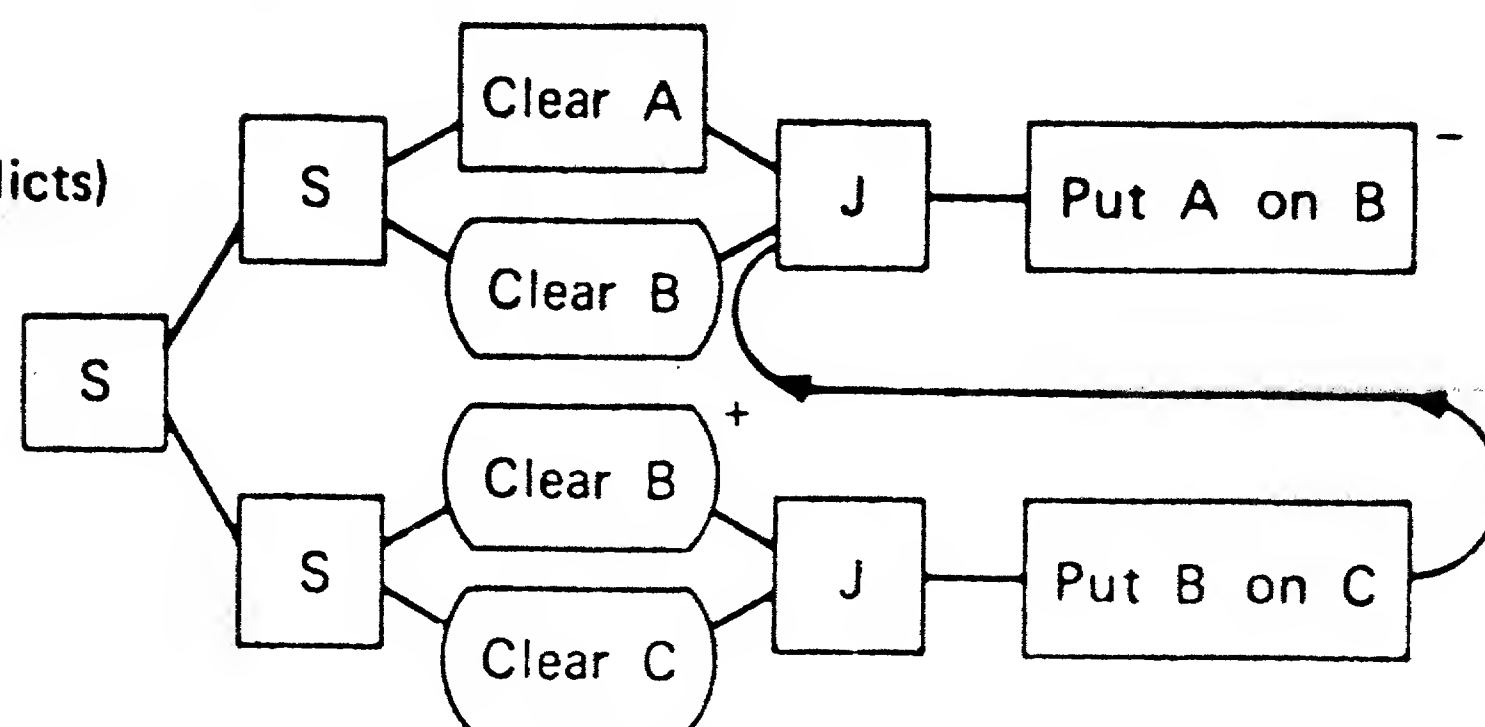 Clear A
licts) S J Put A on B −
Clear B
S
Clear B +
S J Put B on C
Clear C